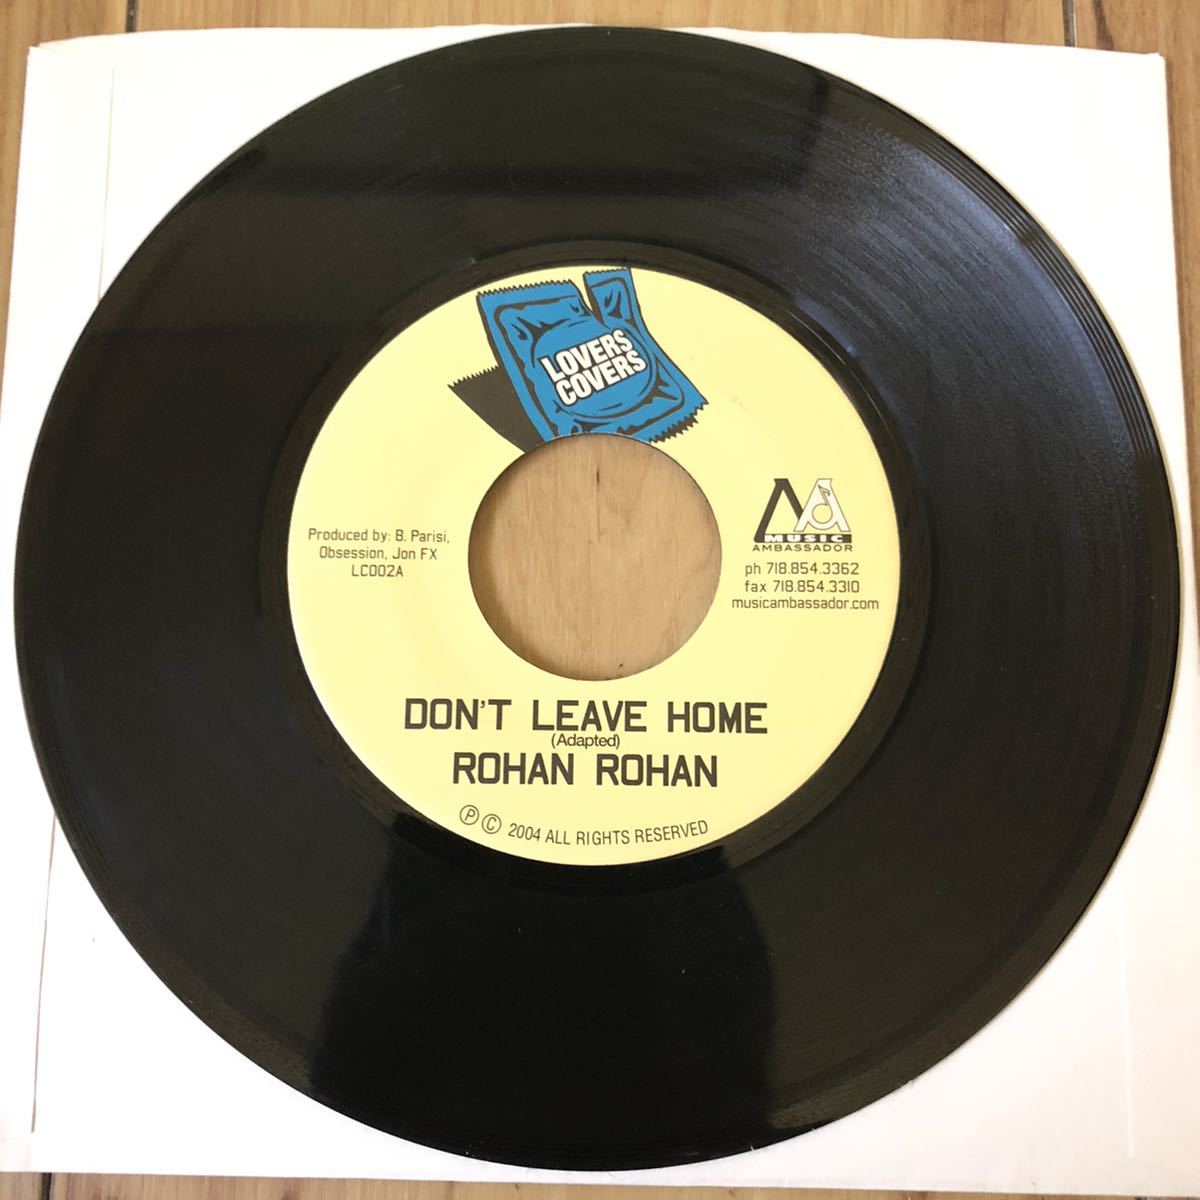 LOVERS
COVERS
Produced by: B. Parisi,
Obsession, Jon FX
LC002A
MUSIC
AMBASSADOR
ph 718.854.3362
fax 718.854.3310
musicambassador.com
DON'T LEAVE HOME
(Adapted)
ROHAN ROHAN
Ⓟ © 2004 ALL RIGHTS RESERVED